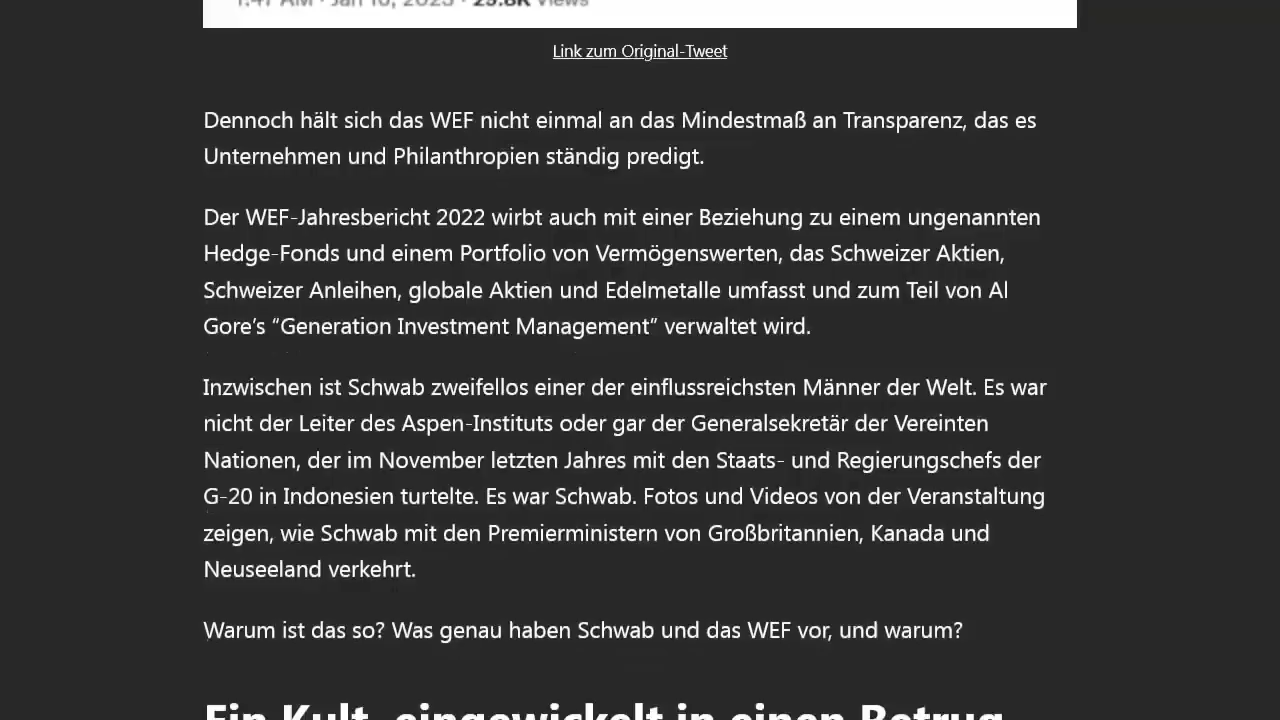 1:47 AM · Jan 16, 2023 · 29.8K Views
Link zum Original-Tweet
Dennoch hält sich das WEF nicht einmal an das Mindestmaß an Transparenz, das es
Unternehmen und Philanthropien ständig predigt.
Der WEF-Jahresbericht 2022 wirbt auch mit einer Beziehung zu einem ungenannten
Hedge-Fonds und einem Portfolio von Vermögenswerten, das Schweizer Aktien,
Schweizer Anleihen, globale Aktien und Edelmetalle umfasst und zum Teil von Al
Gore’s “Generation Investment Management” verwaltet wird.
Inzwischen ist Schwab zweifellos einer der einflussreichsten Männer der Welt. Es war
nicht der Leiter des Aspen-Instituts oder gar der Generalsekretär der Vereinten
Nationen, der im November letzten Jahres mit den Staats- und Regierungschefs der
G-20 in Indonesien turtelte. Es war Schwab. Fotos und Videos von der Veranstaltung
zeigen, wie Schwab mit den Premierministern von Großbritannien, Kanada und
Neuseeland verkehrt.
Warum ist das so? Was genau haben Schwab und das WEF vor, und warum?
Ein Kult, eingewickelt in einen Betrug